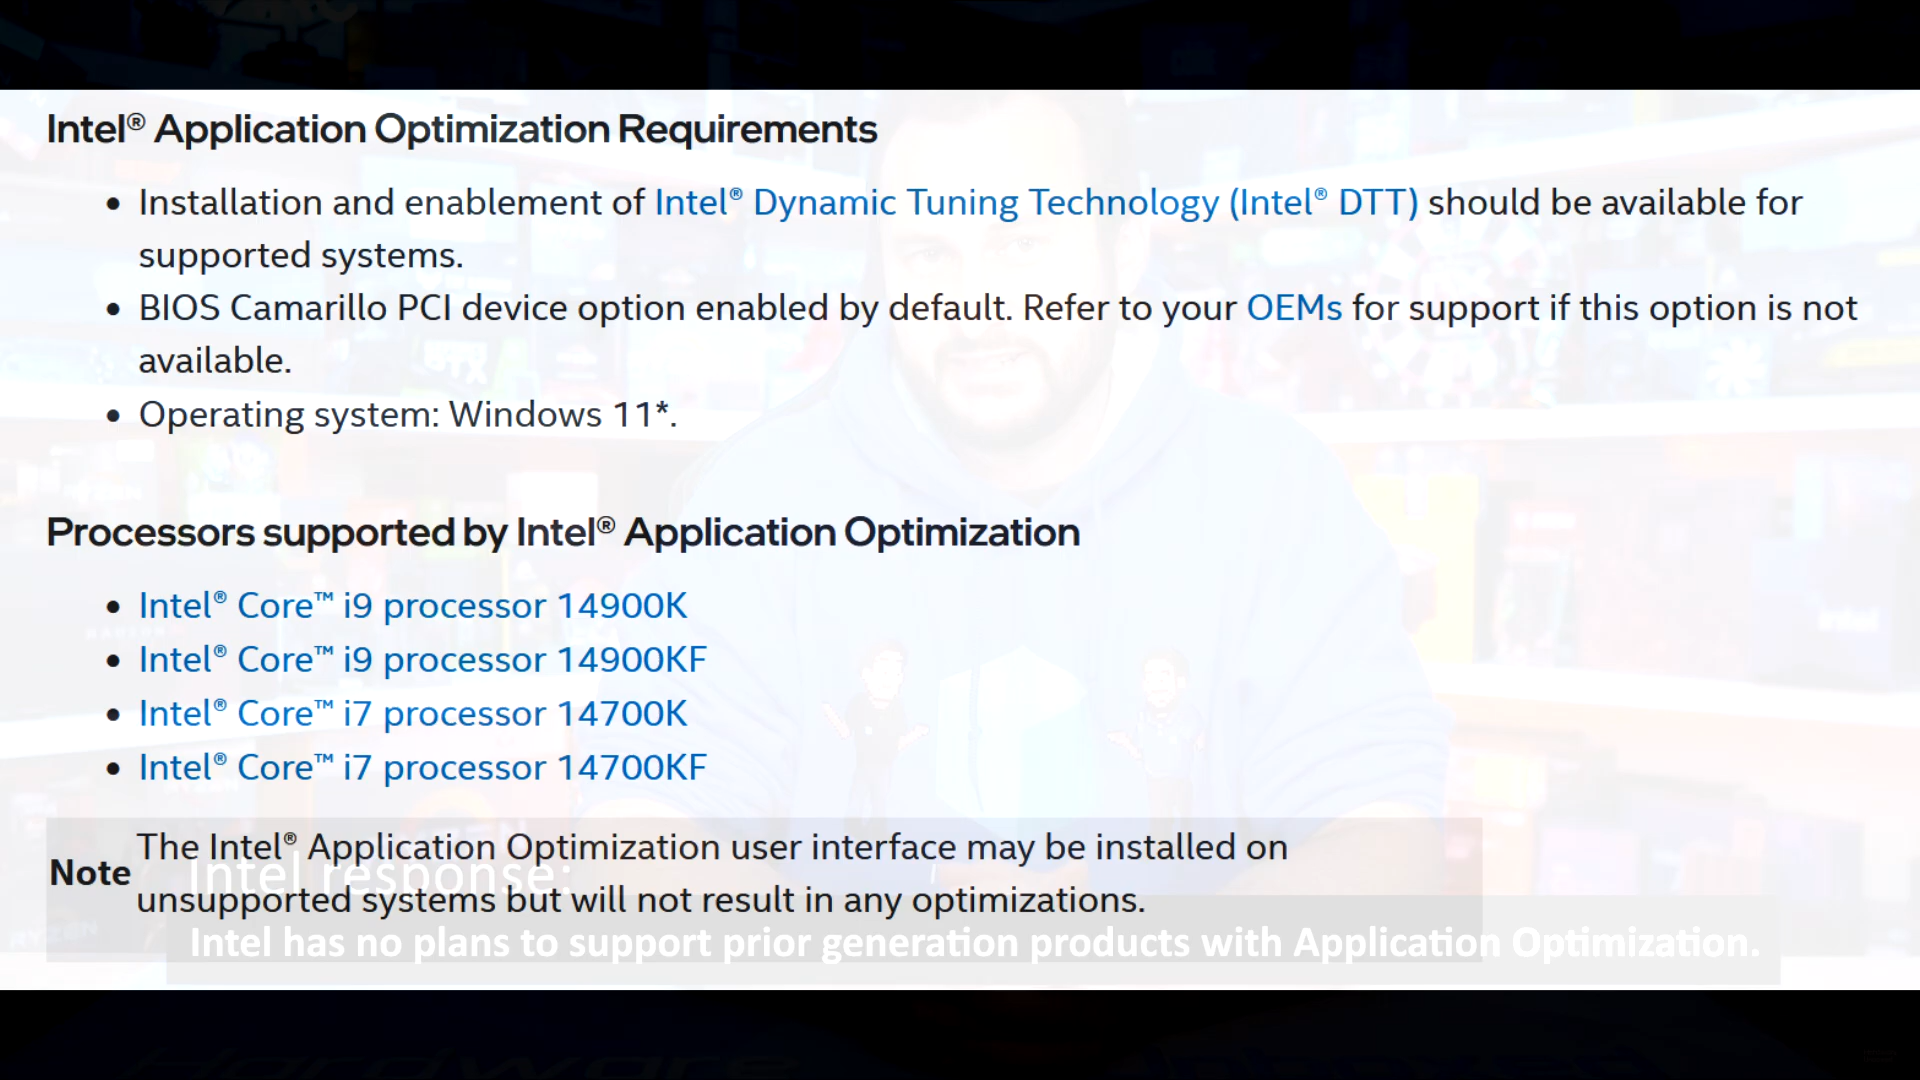 Intel® Application Optimization Requirements
• Installation and enablement of Intel® Dynamic Tuning Technology (Intel® DTT) should be available for
supported systems.
• BIOS Camarillo PCI device option enabled by default. Refer to your OEMs for support if this option is not
available.
• Operating system: Windows 11*.
Processors supported by Intel® Application Optimization
• Intel® Core™ i9 processor 14900K
• Intel® Core™ i9 processor 14900KF
• Intel® Core™ i7 processor 14700K
• Intel® Core™ i7 processor 14700KF
Note
The Intel® Application Optimization user interface may be installed on
unsupported systems but will not result in any optimizations.
Intel response:
Intel has no plans to support prior generation products with Application Optimization.
intel
RYZEN
Hardware